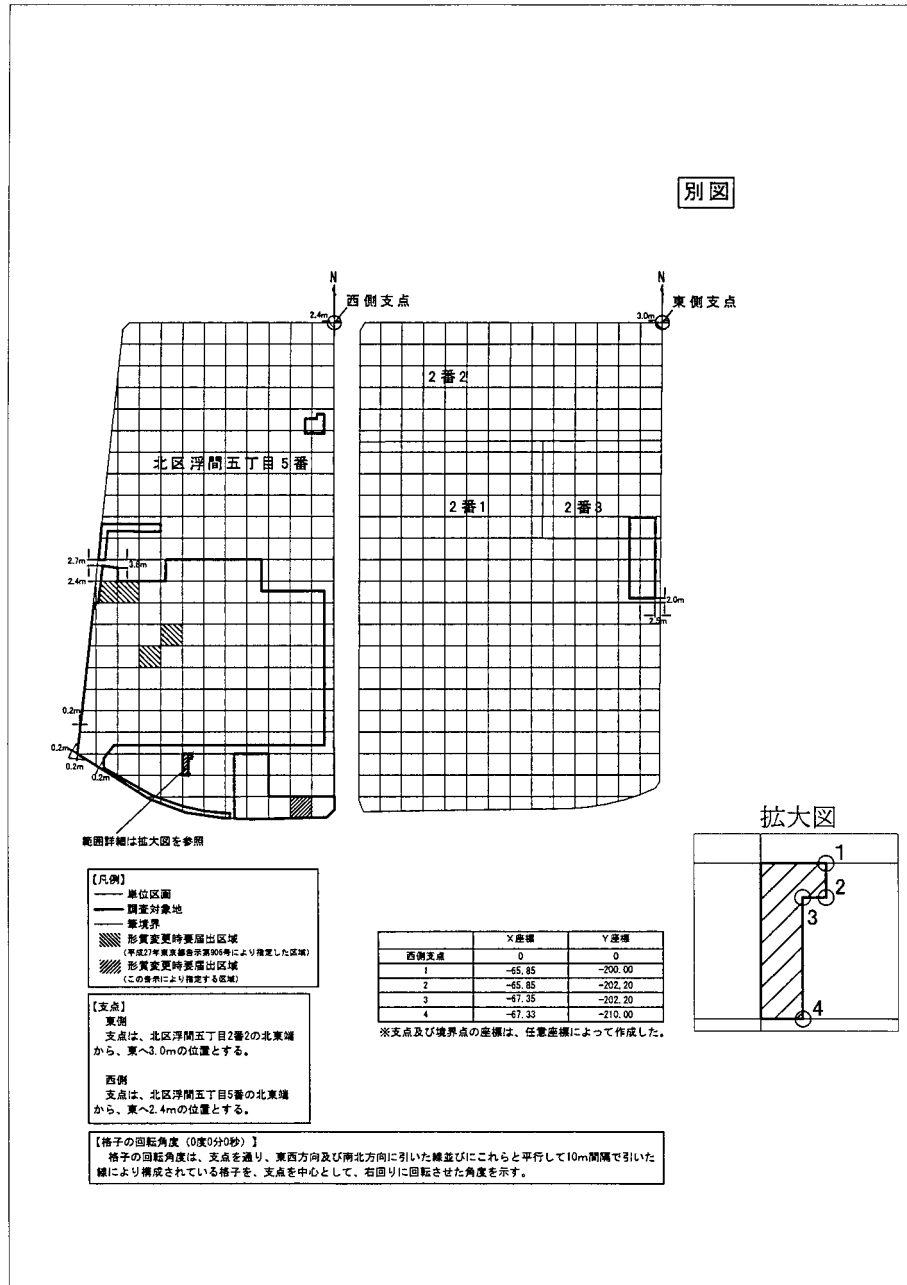 別図
N
西側支点
2.4m
N
東側支点
3.0m
2番2
北区浮間五丁目5番
2番1
2番3
2.7m
3.8m
2.4m
2.0m
2.5m
0.2m
0.2m
0.2m
0.2m
範囲詳細は拡大図を参照
拡大図
1
2
3
4
【凡例】
単位区画
調査対象地
筆境界
形質変更時要届出区域
(平成27年東京都告示第906号により指定した区域)
形質変更時要届出区域
(この告示により指定する区域)
X座標 Y座標
西側支点 0 0
1 -65.85 -200.00
2 -65.85 -202.20
3 -67.35 -202.20
4 -67.33 -210.00
※支点及び境界点の座標は、任意座標によって作成した。
【支点】
東側
支点は、北区浮間五丁目2番2の北東端
から、東へ3.0mの位置とする。
西側
支点は、北区浮間五丁目5番の北東端
から、東へ2.4mの位置とする。
【格子の回転角度(0度0分0秒)】
格子の回転角度は、支点を通り、東西方向及び南北方向に引いた線並びにこれらと平行して10m間隔で引いた
線により構成されている格子を、支点を中心として、右回りに回転させた角度を示す。